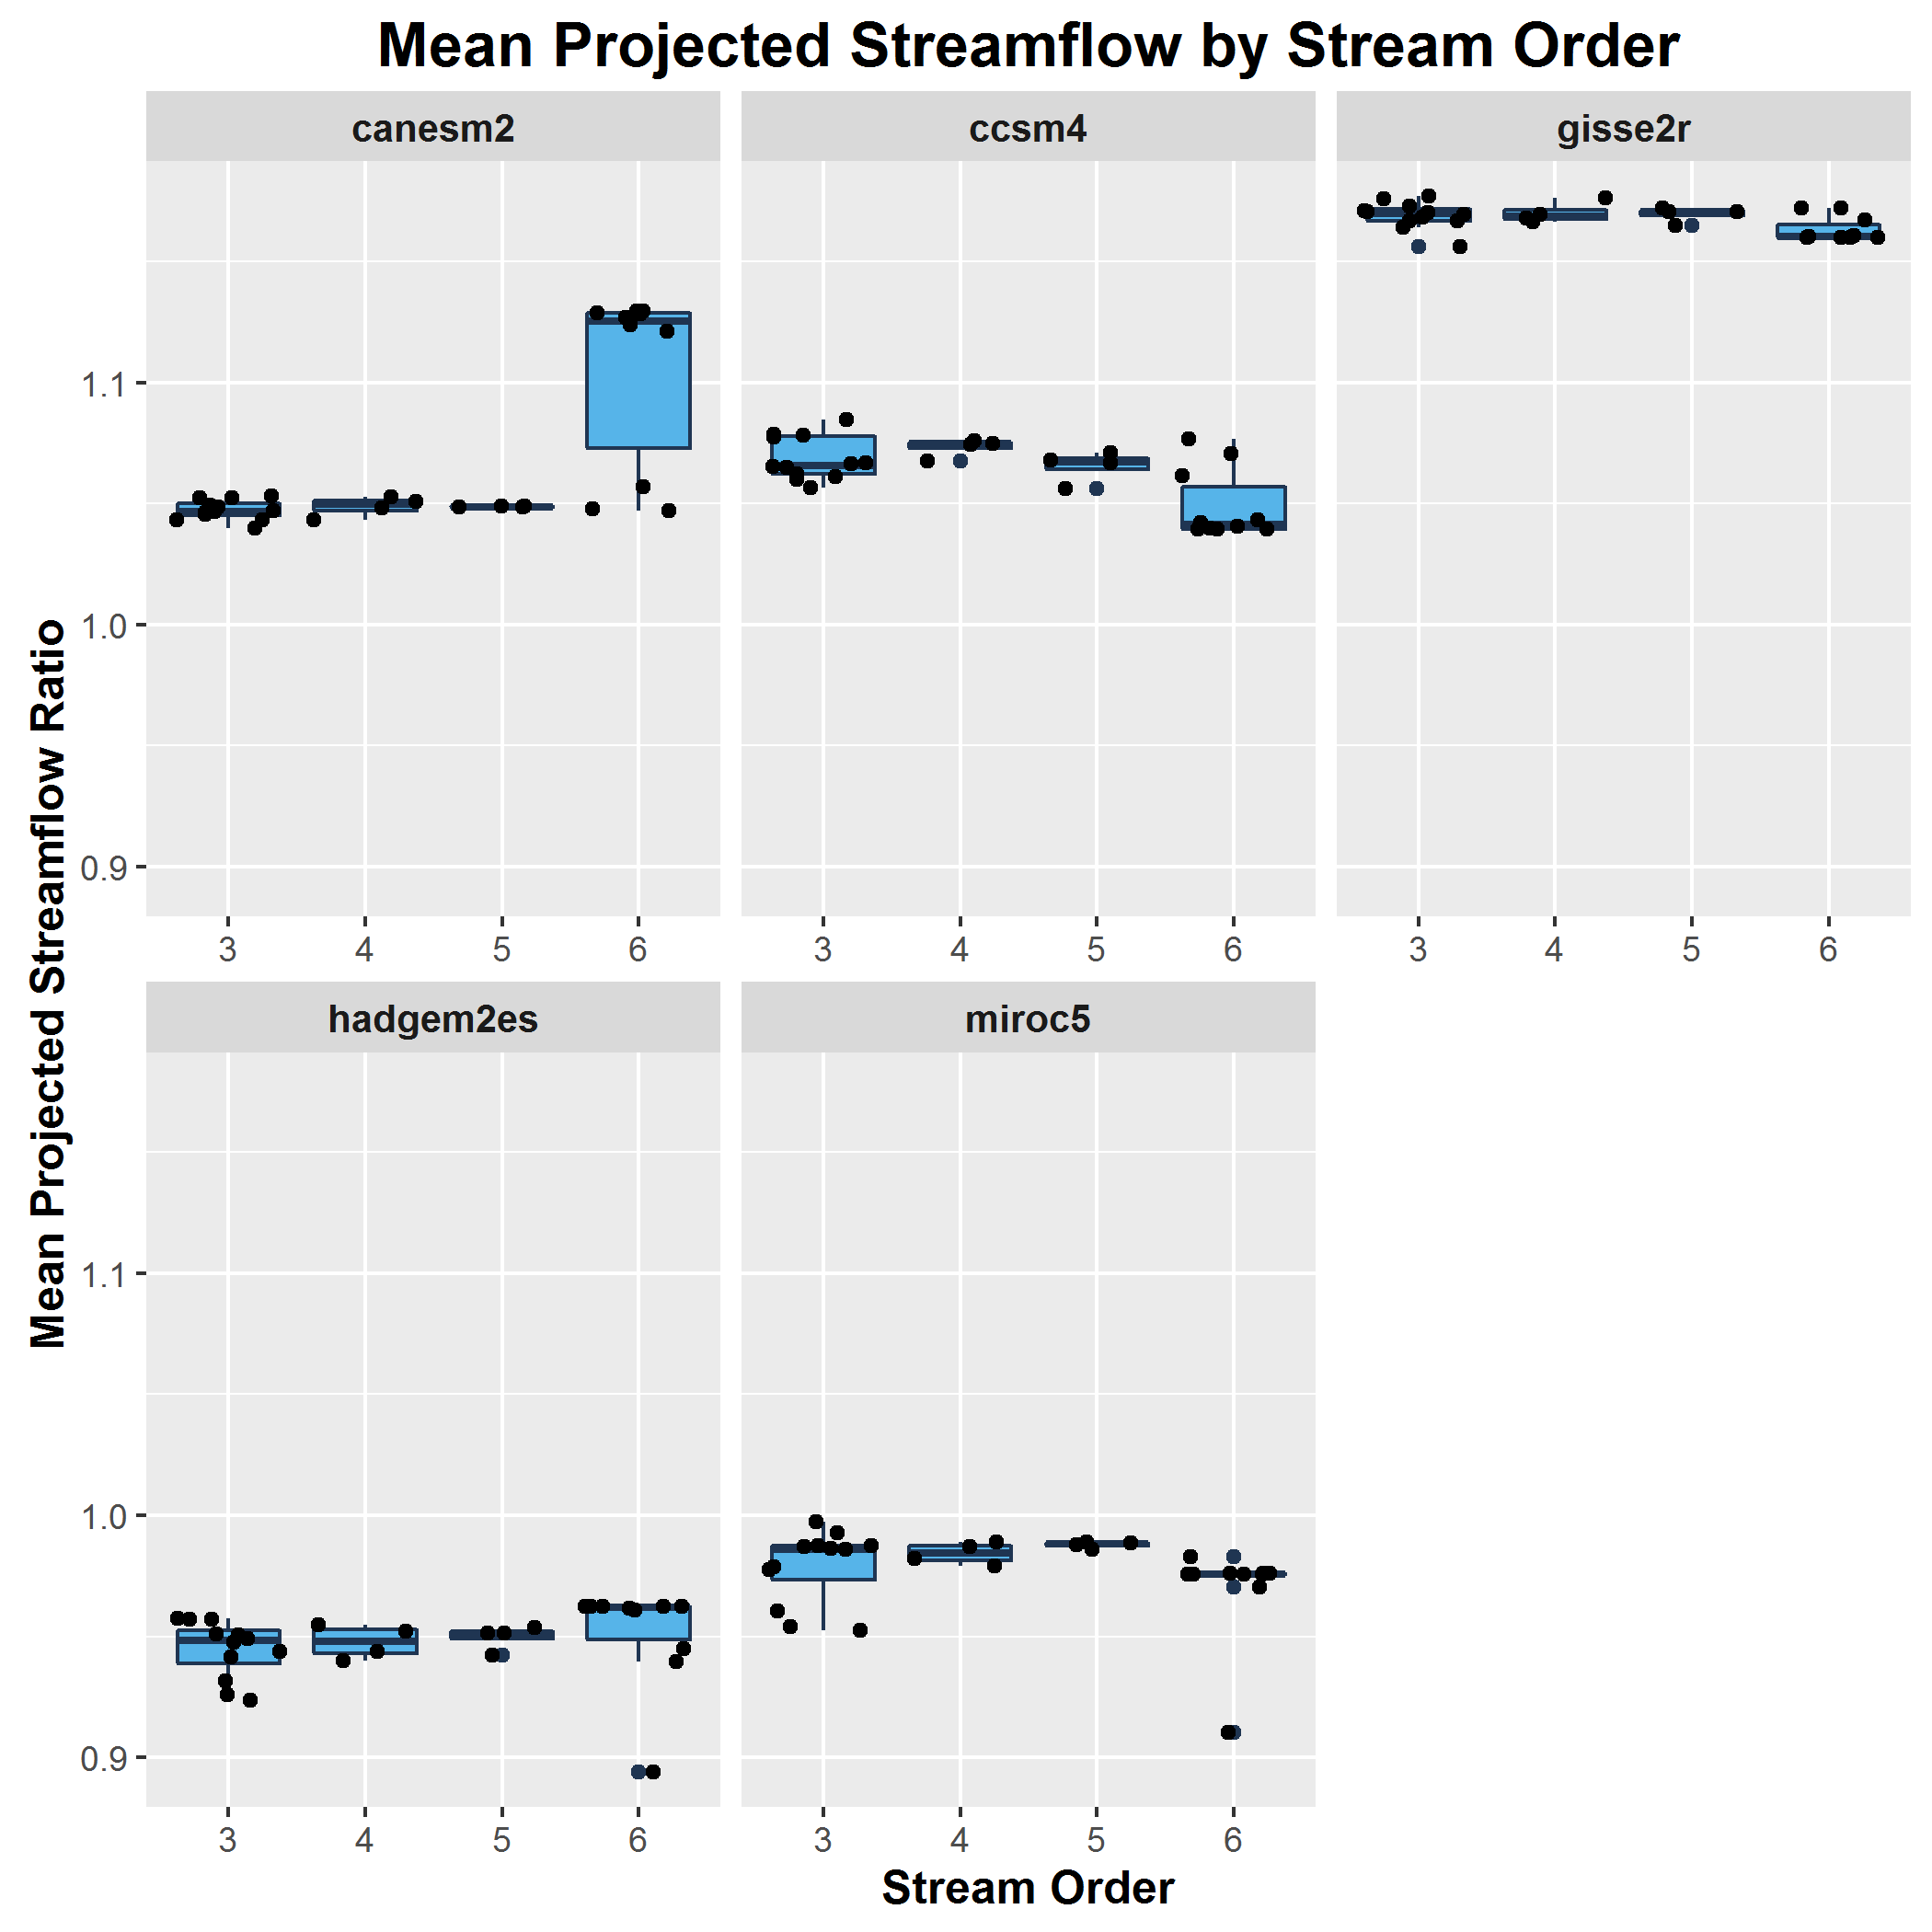 Mean Projected Streamflow by Stream Order
canesm2
ccsm4
gisse2r
1.1
1.0
0.9
3 4 5 6
3 4 5 6
3 4 5 6
Mean Projected Streamflow Ratio
hadgem2es
miroc5
1.1
1.0
0.9
3 4 5 6
3 4 5 6
Stream Order